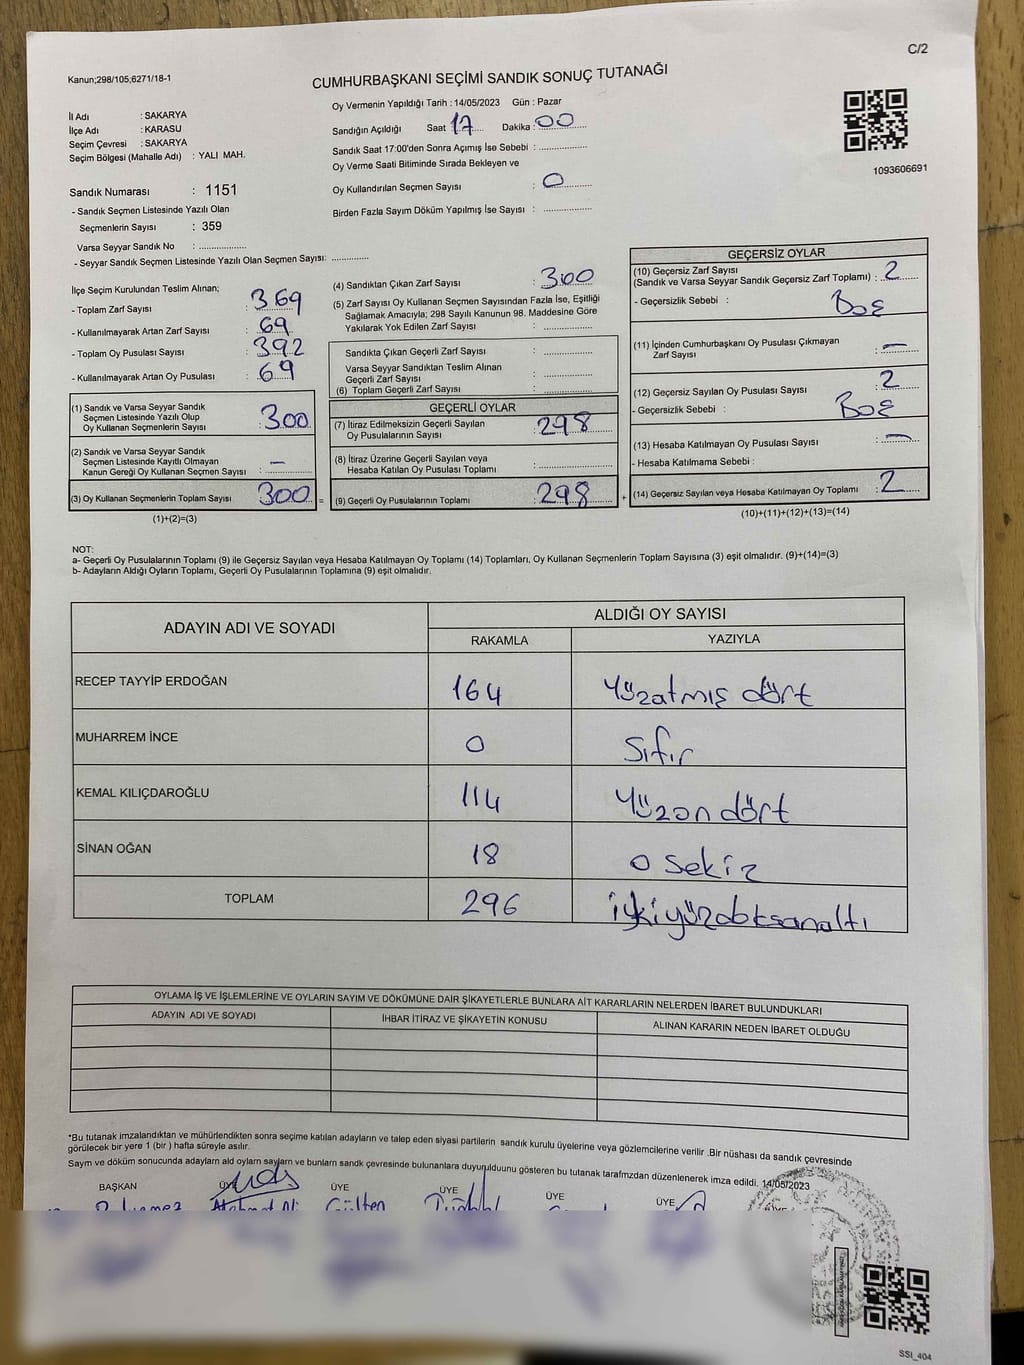 C/2
Kanun;298/105;6271/18-1
CUMHURBAŞKANI SEÇİMİ SANDIK SONUÇ TUTANAĞI
İl Adı : SAKARYA
İlçe Adı : KARASU
Seçim Çevresi : SAKARYA
Seçim Bölgesi (Mahalle Adı) : YALI MAH.
Sandık Numarası : 1151
- Sandık Seçmen Listesinde Yazılı Olan
Seçmenlerin Sayısı : 359
Varsa Seyyar Sandık No : ..............
- Seyyar Sandık Seçmen Listesinde Yazılı Olan Seçmen Sayısı: ............
Oy Vermenin Yapıldığı Tarih : 14/05/2023 Gün : Pazar
Sandığın Açıldığı Saat 17 Dakika : 00
Sandık Saat 17:00'den Sonra Açımış İse Sebebi : ..............
Oy Verme Saati Bitiminde Sırada Bekleyen ve
Oy Kullandırılan Seçmen Sayısı : 0
Birden Fazla Sayım Döküm Yapılmış İse Sayısı : ..............
1093606691
İlçe Seçim Kurulundan Teslim Alınan;
- Toplam Zarf Sayısı : 369
- Kullanılmayarak Artan Zarf Sayısı : 69
- Toplam Oy Pusulası Sayısı : 392
- Kullanılmayarak Artan Oy Pusulası : 69
(1) Sandık ve Varsa Seyyar Sandık
Seçmen Listesinde Yazılı Olup
Oy Kullanan Seçmenlerin Sayısı : 300
(2) Sandık ve Varsa Seyyar Sandık
Seçmen Listesinde Kayıtlı Olmayan
Kanun Gereği Oy Kullanan Seçmen Sayısı : –
(3) Oy Kullanan Seçmenlerin Toplam Sayısı : 300 =
(1)+(2)=(3)
(4) Sandıktan Çıkan Zarf Sayısı : 300
(5) Zarf Sayısı Oy Kullanan Seçmen Sayısından Fazla İse, Eşitliği
Sağlamak Amacıyla; 298 Sayılı Kanunun 98. Maddesine Göre
Yakılarak Yok Edilen Zarf Sayısı : ..............
Sandıkta Çıkan Geçerli Zarf Sayısı : ..............
Varsa Seyyar Sandıktan Teslim Alınan
Geçerli Zarf Sayısı : ..............
(6) Toplam Geçerli Zarf Sayısı : ..............
GEÇERLİ OYLAR
(7) İtiraz Edilmeksizin Geçerli Sayılan
Oy Pusulalarının Sayısı : 298
(8) İtiraz Üzerine Geçerli Sayılan veya
Hesaba Katılan Oy Pusulası Toplamı : ..............
(9) Geçerli Oy Pusulalarının Toplamı : 298 +
GEÇERSİZ OYLAR
(10) Geçersiz Zarf Sayısı
(Sandık ve Varsa Seyyar Sandık Geçersiz Zarf Toplamı) : 2
- Geçersizlik Sebebi : Boş
(11) İçinden Cumhurbaşkanı Oy Pusulası Çıkmayan
Zarf Sayısı : –
(12) Geçersiz Sayılan Oy Pusulası Sayısı : 2
- Geçersizlik Sebebi : Boş
(13) Hesaba Katılmayan Oy Pusulası Sayısı : –
- Hesaba Katılmama Sebebi :
(14) Geçersiz Sayılan veya Hesaba Katılmayan Oy Toplamı : 2
(10)+(11)+(12)+(13)=(14)
NOT:
a- Geçerli Oy Pusulalarının Toplamı (9) ile Geçersiz Sayılan veya Hesaba Katılmayan Oy Toplamı (14) Toplamları, Oy Kullanan Seçmenlerin Toplam Sayısına (3) eşit olmalıdır. (9)+(14)=(3)
b- Adayların Aldığı Oyların Toplamı, Geçerli Oy Pusulalarının Toplamına (9) eşit olmalıdır.
ADAYIN ADI VE SOYADI ALDIĞI OY SAYISI
RAKAMLA YAZIYLA
RECEP TAYYİP ERDOĞAN 164 Yüzatmış dört
MUHARREM İNCE 0 Sıfır
KEMAL KILIÇDAROĞLU 114 Yüzon dört
SİNAN OĞAN 18 o sekiz
TOPLAM 296
OYLAMA İŞ VE İŞLEMLERİNE VE OYLARIN SAYIM VE DÖKÜMÜNE DAİR ŞİKAYETLERLE BUNLARA AİT KARARLARIN NELERDEN İBARET BULUNDUKLARI
ADAYIN ADI VE SOYADI İHBAR İTİRAZ VE ŞİKAYETİN KONUSU ALINAN KARARIN NEDEN İBARET OLDUĞU
*Bu tutanak imzalandıktan ve mühürlendikten sonra seçime katılan adayların ve talep eden siyasi partilerin sandık kurulu üyelerine veya gözlemcilerine verilir .Bir nüshası da sandık çevresinde
görülecek bir yere 1 (bir ) hafta süreyle asılır.
Sayım ve döküm sonucunda adayların ald oyların sayları ve bunların sandk çevresinde bulunanlara duyurulduunu gösteren bu tutanak tarafmzdan düzenlenerek imza edildi. 14/05/2023
BAŞKAN ÜYE ÜYE ÜYE ÜYE ÜYE ÜYE
Gülten
SSI_404